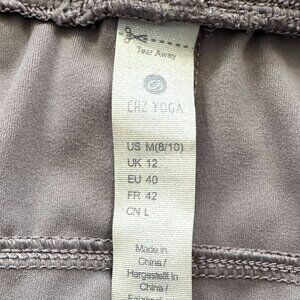 Tear Away
CRZ YOGA
US M(8/10)
UK 12
EU 40
FR 42
CN L
Made in
China/
Hergestellt in
China/